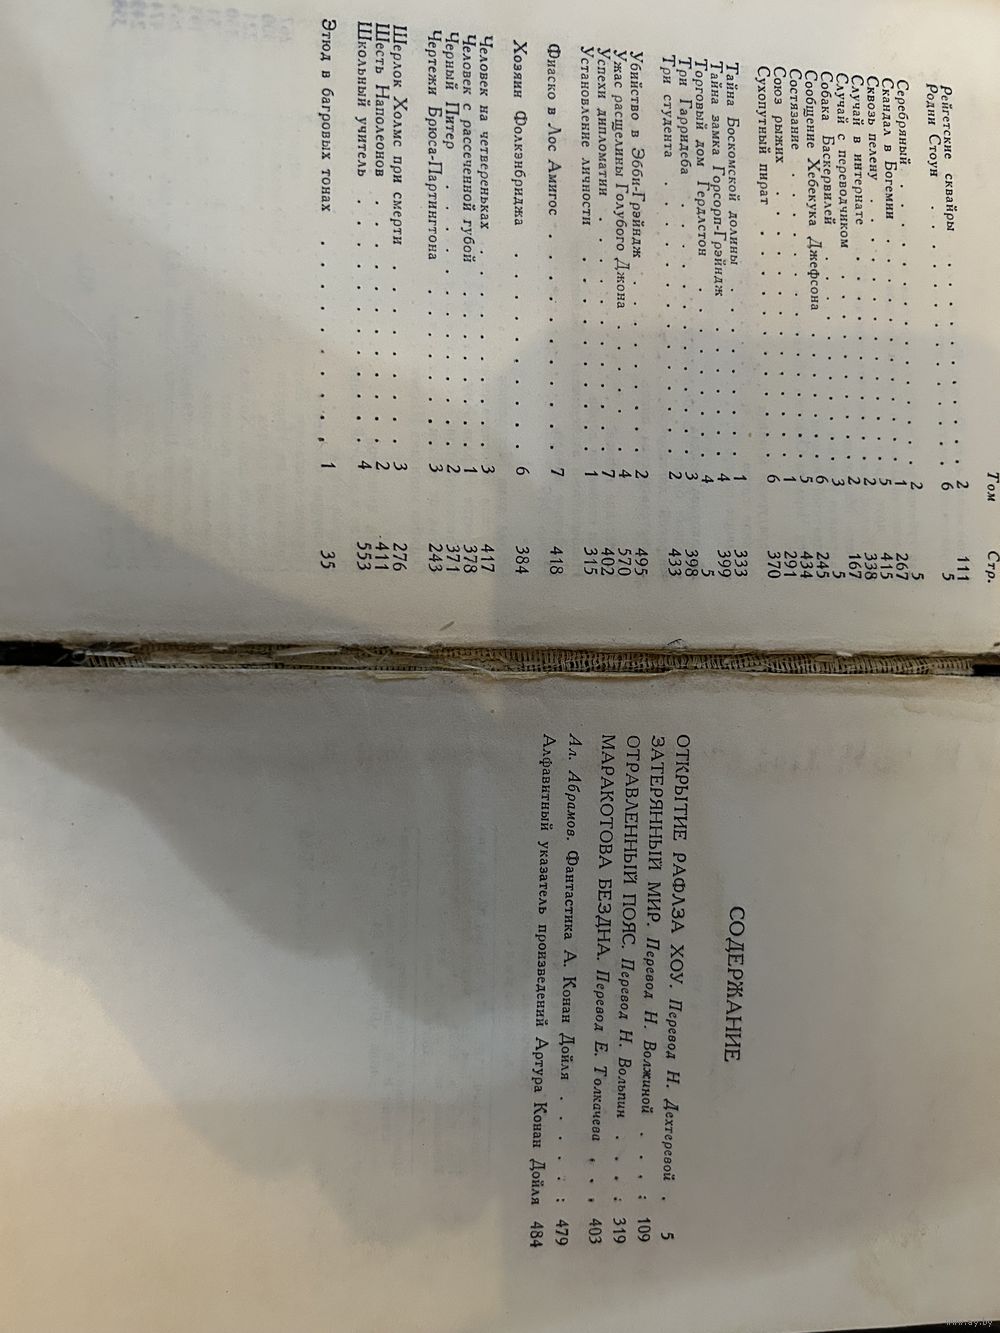 Том Стр.
Рейгетские сквайры . . . . . . . . 2 111
Родни Стоун . . . . . . . . . 6 5
Серебряный . . . . . . . . . . 2 5
Скандал в Богемии . . . . . . . . 1 267
Сквозь пелену . . . . . . . . . 5 415
Случай в интернате . . . . . . . . 2 338
Случай с переводчиком . . . . . . . 2 167
Собака Баскервилей . . . . . . . . 3 5
Сообщение Хебекука Джефсона . . . . . 6 245
Состязание . . . . . . . . . . 5 434
Союз рыжих . . . . . . . . . . 1 291
Сухопутный пират . . . . . . . . 6 370
Тайна Боскомской долины . . . . . . 1 333
Тайна замка Горсорп-Грэйндж . . . . . 4 399
Торговый дом Гердлстон . . . . . . . 4 5
Три Гарридеба . . . . . . . . . 3 398
Три студента . . . . . . . . . . 2 433
Убийство в Эбби-Грэйндж . . . . . . 2 495
Ужас расщелины Голубого Джона . . . . 4 570
Успехи дипломатии . . . . . . . . 7 402
Установление личности . . . . . . . 1 315
Фиаско в Лос Амигос . . . . . . . . 7 418
Хозяин Фолкэнбриджа . . . . . . . 6 384
Человек на четвереньках . . . . . . . 3 417
Человек с рассеченной губой . . . . . . 1 378
Черный Питер . . . . . . . . . 2 371
Чертежи Брюса-Партингтона . . . . . . 3 243
Шерлок Холмс при смерти . . . . . . 3 276
Шесть Наполеонов . . . . . . . . 2 411
Школьный учитель . . . . . . . . 4 553
Этюд в багровых тонах . . . . . . . 1 35
СОДЕРЖАНИЕ
ОТКРЫТИЕ РАФЛЗА ХОУ. Перевод Н. Дехтеревой . 5
ЗАТЕРЯННЫЙ МИР. Перевод Н. Волжиной . . . . 109
ОТРАВЛЕННЫЙ ПОЯС. Перевод Н. Вольпин . . . . 319
МАРАКОТОВА БЕЗДНА. Перевод Е. Толкачева . . . 403
Ал. Абрамов. Фантастика А. Конан Дойля . . . . . 479
Алфавитный указатель произведений Артура Конан Дойля 484
www.ay.by